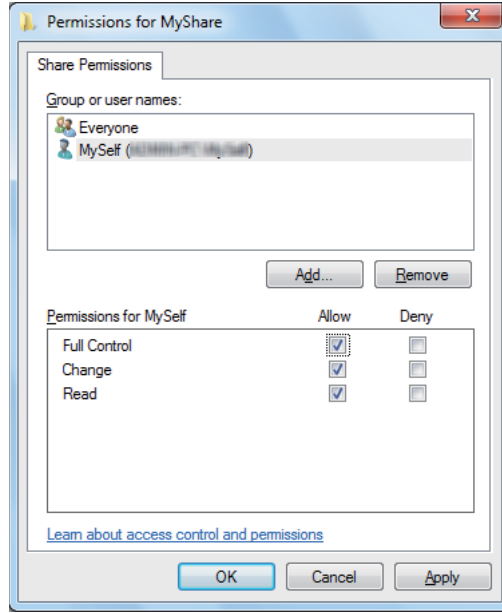 Permissions for MyShare
Share Permissions
Group or user names:
Everyone
MySelf ( )
Add...
Remove
Permissions for MySelf Allow Deny
Full Control
Change
Read
Learn about access control and permissions
OK
Cancel
Apply